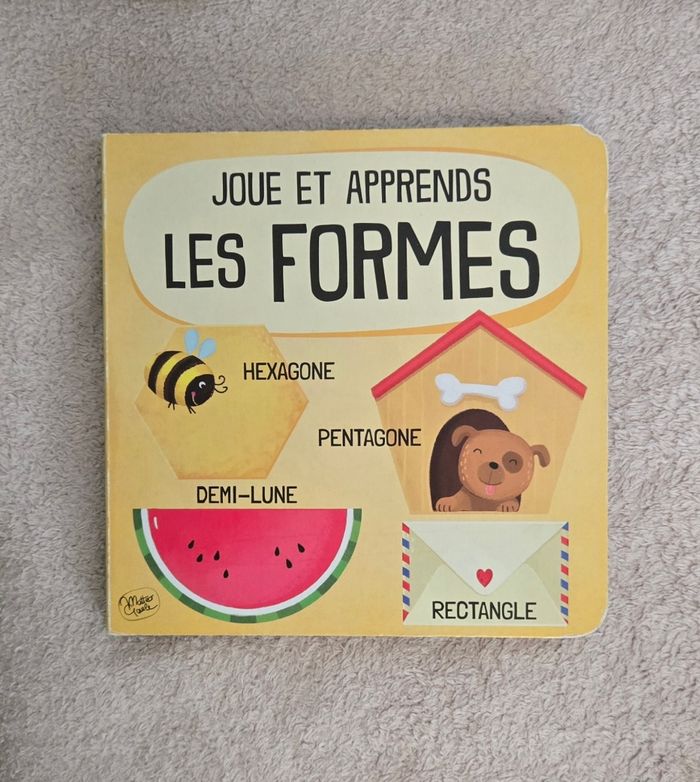 JOUE ET APPRENDS
LES FORMES
HEXAGONE
PENTAGONE
DEMI-LUNE
RECTANGLE